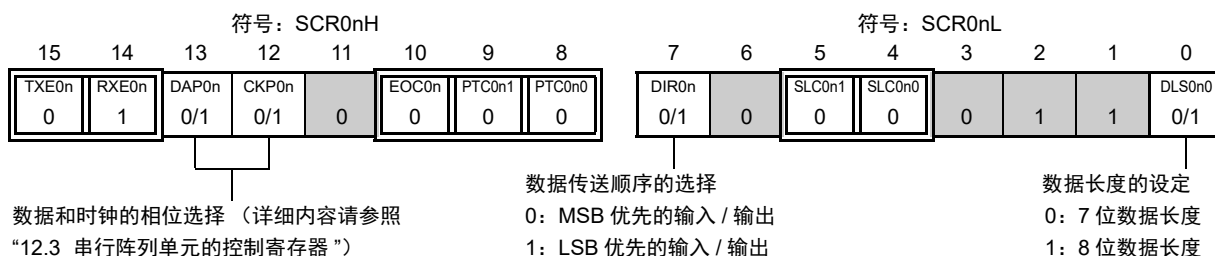 符号：SCR0nH 符号：SCR0nL
15 14 13 12 11 10 9 8 7 6 5 4 3 2 1 0
TXE0n RXE0n DAP0n CKP0n EOC0n PTC0n1 PTC0n0 DIR0n SLC0n1 SLC0n0 DLS0n0
0 1 0/1 0/1 0 0 0 0 0/1 0 0 0 0 1 1 0/1
数据传送顺序的选择 数据长度的设定
数据和时钟的相位选择 （详细内容请参照 0：MSB 优先的输入 / 输出 0：7 位数据长度
“12.3 串行阵列单元的控制寄存器 ”） 1：LSB 优先的输入 / 输出 1：8 位数据长度